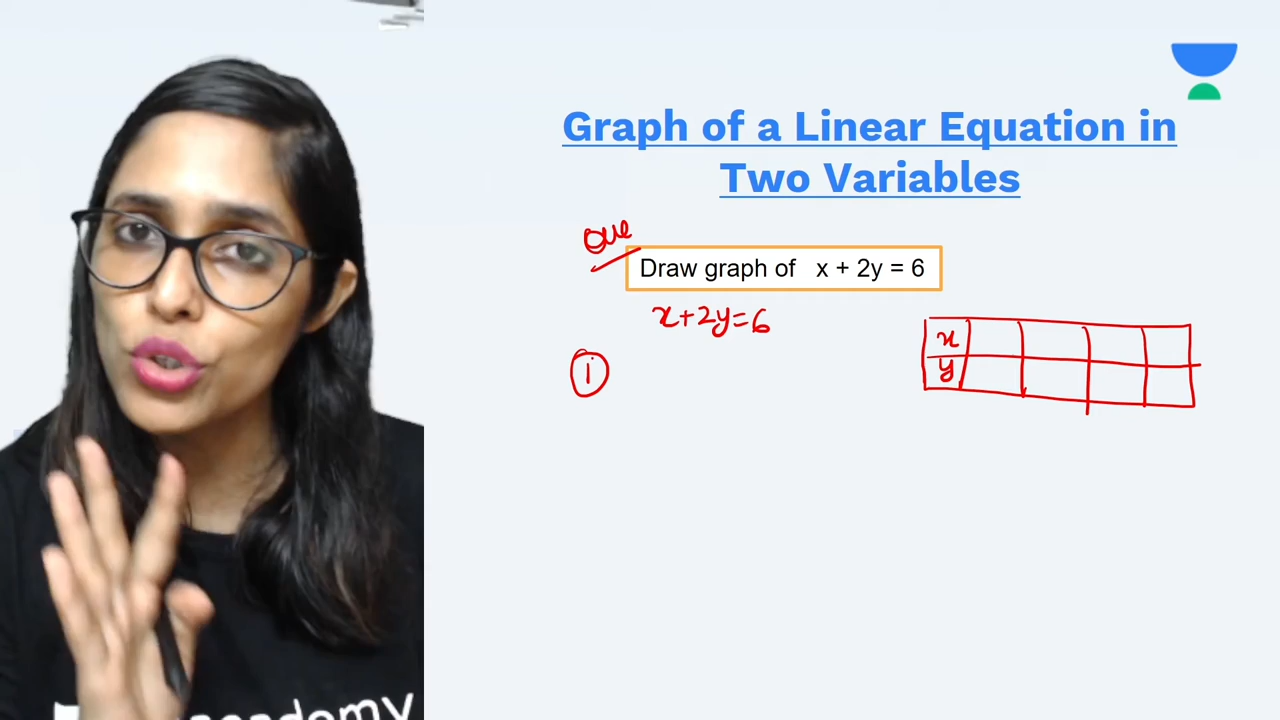 Graph of a Linear Equation in
Two Variables
Que
Draw graph of x + 2y = 6
x+2y=6
①
x
y